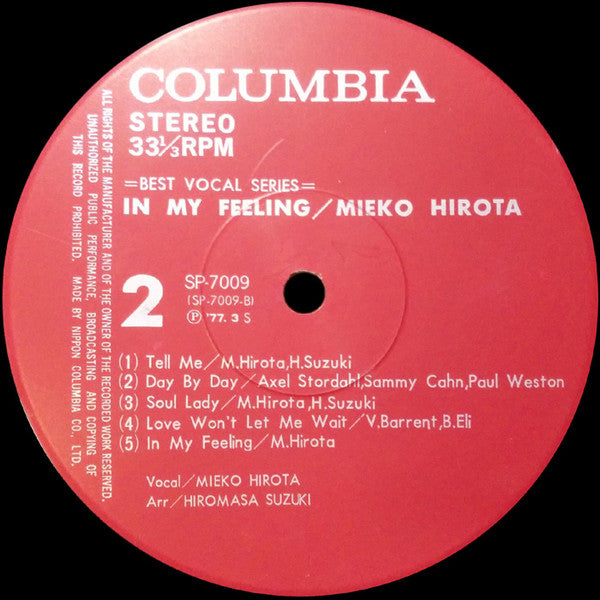 COLUMBIA
STEREO
33⅓RPM
=BEST VOCAL SERIES=
IN MY FEELING/MIEKO HIROTA
2
SP-7009
(SP-7009-B)
Ⓟ '77. 3 S
(1) Tell Me/M.Hirota,H.Suzuki
(2) Day By Day/Axel Stordahl,Sammy Cahn,Paul Weston
(3) Soul Lady/M.Hirota,H.Suzuki
(4) Love Won't Let Me Wait/V.Barrent,B.Eli
(5) In My Feeling/M.Hirota
Vocal/MIEKO HIROTA
Arr/HIROMASA SUZUKI
ALL RIGHTS OF THE MANUFACTURER AND OF THE OWNER OF THE RECORDED WORK RESERVED.
UNAUTHORIZED PUBLIC PERFORMANCE, BROADCASTING AND COPYING OF
THIS RECORD PROHIBITED. MADE BY NIPPON COLUMBIA CO., LTD.